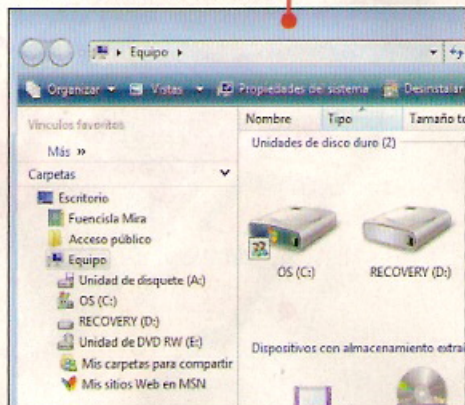 Equipo
Organizar
Vistas
Propiedades del sistema
Desinstalar
Vínculos favoritos
Más »
Carpetas
Escritorio
Fuencisla Mira
Acceso público
Equipo
Unidad de disquete (A:)
OS (C:)
RECOVERY (D:)
Unidad de DVD RW (E:)
Mis carpetas para compartir
Mis sitios Web en MSN
Nombre Tipo Tamaño to
Unidades de disco duro (2)
OS (C:) RECOVERY (D:)
Dispositivos con almacenamiento extraí